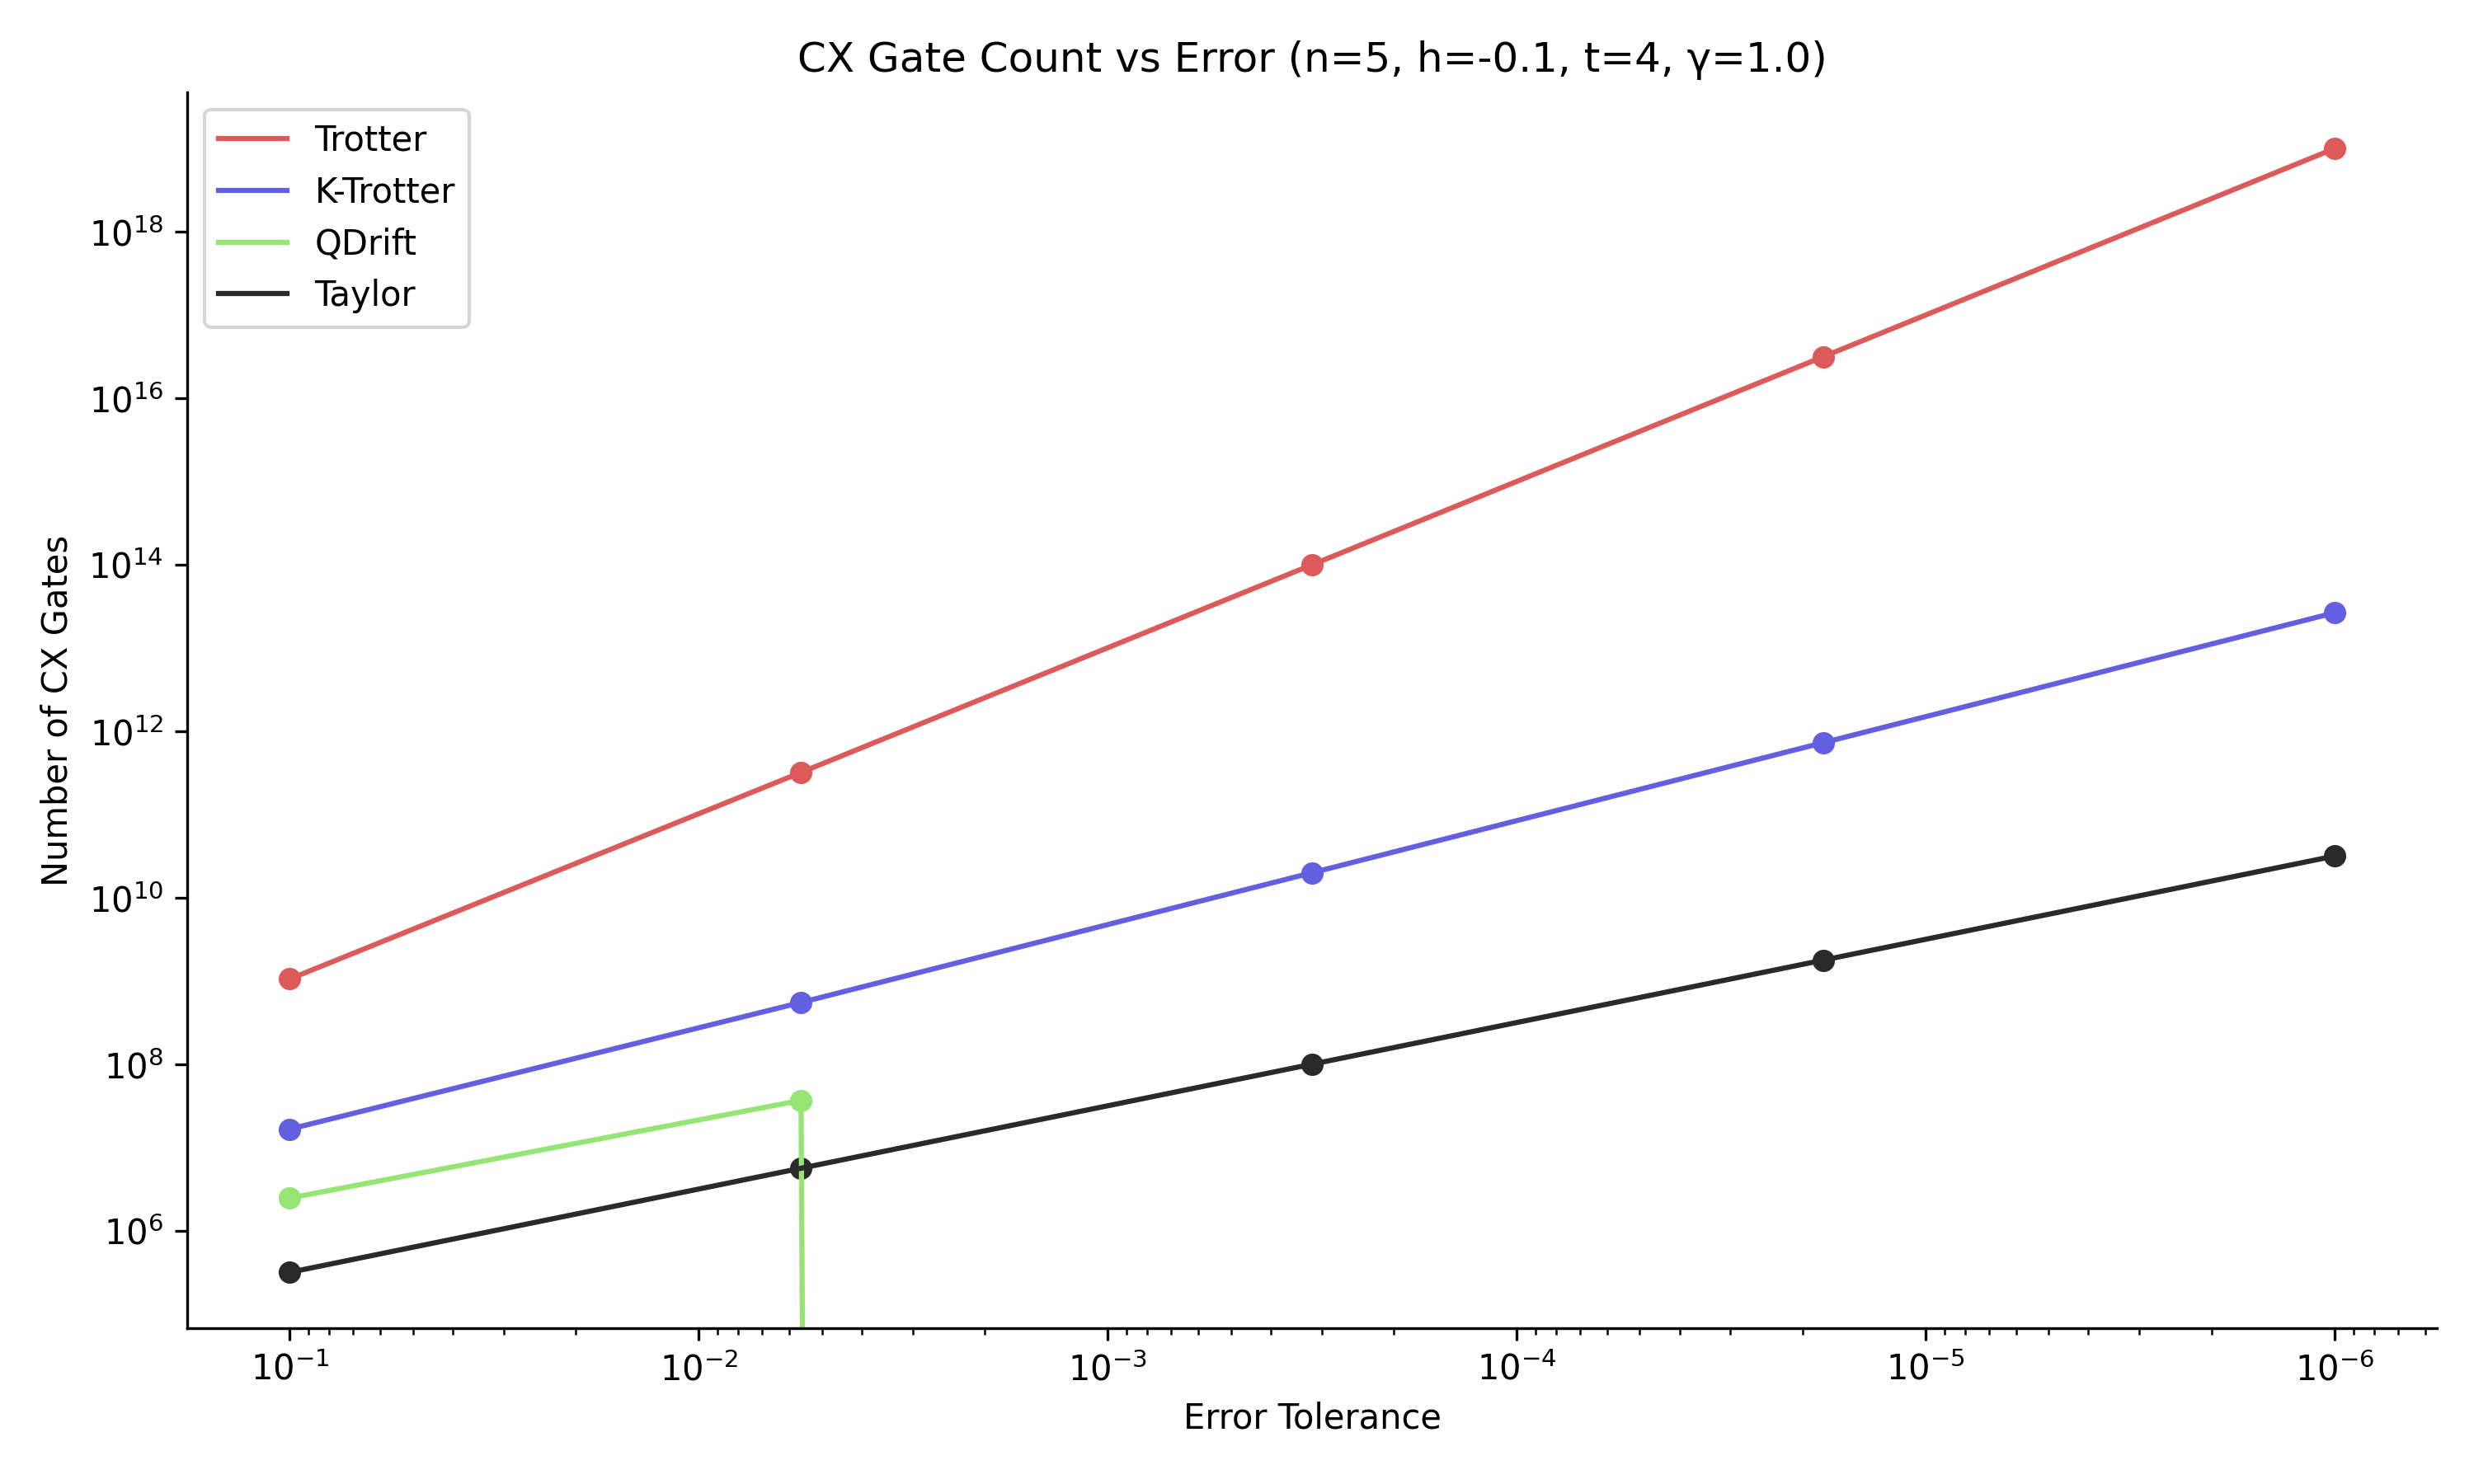 CX Gate Count vs Error (n=5, h=-0.1, t=4, γ=1.0)
Trotter
K-Trotter
QDrift
Taylor
Number of CX Gates
10¹⁸
10¹⁶
10¹⁴
10¹²
10¹⁰
10⁸
10⁶
10⁻¹ 10⁻² 10⁻³ 10⁻⁴ 10⁻⁵ 10⁻⁶
Error Tolerance